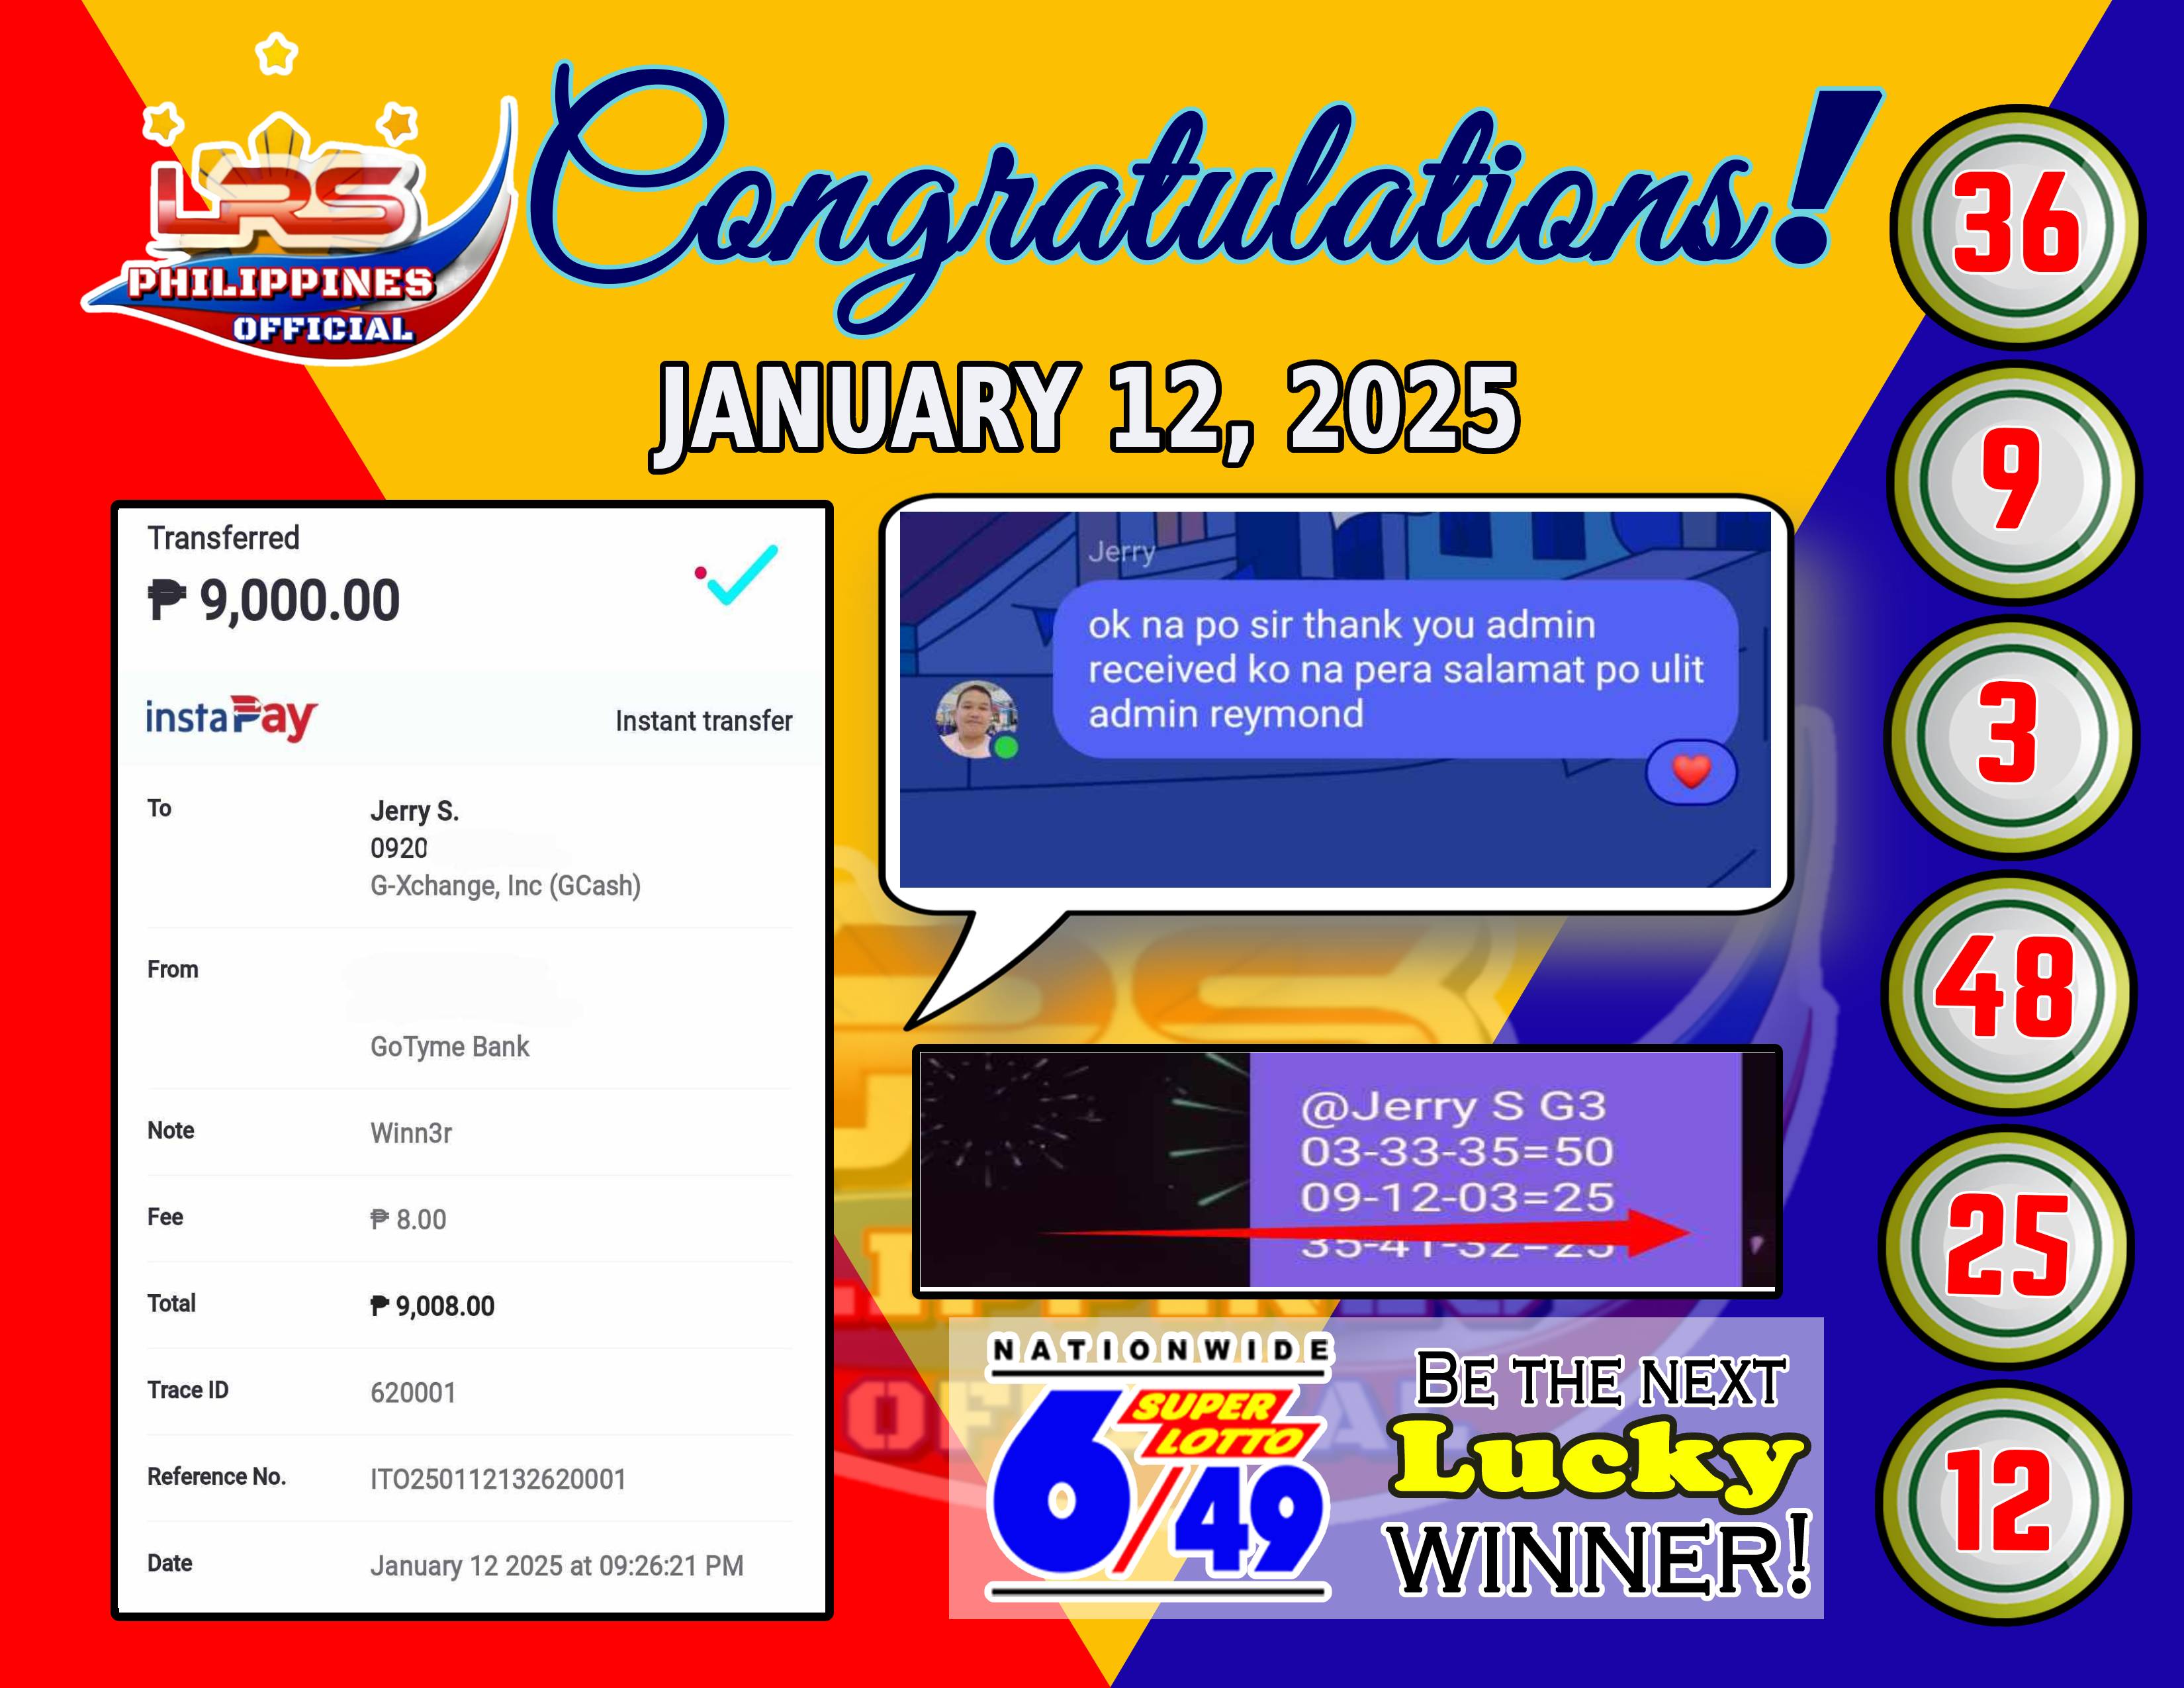 LRS
PHILIPPINES
OFFICIAL
Congratulations!
JANUARY 12, 2025
Transferred
₱ 9,000.00
instaPay Instant transfer
To Jerry S.
0920
G-Xchange, Inc (GCash)
From
GoTyme Bank
Note Winn3r
Fee ₱ 8.00
Total ₱ 9,008.00
Trace ID 620001
Reference No. ITO250112132620001
Date January 12 2025 at 09:26:21 PM
Jerry
ok na po sir thank you admin
received ko na pera salamat po ulit
admin reymond
@Jerry S G3
03-33-35=50
09-12-03=25
NATIONWIDE
SUPER
LOTTO
6/49
BE THE NEXT
Lucky
WINNER!
36
9
3
48
25
12